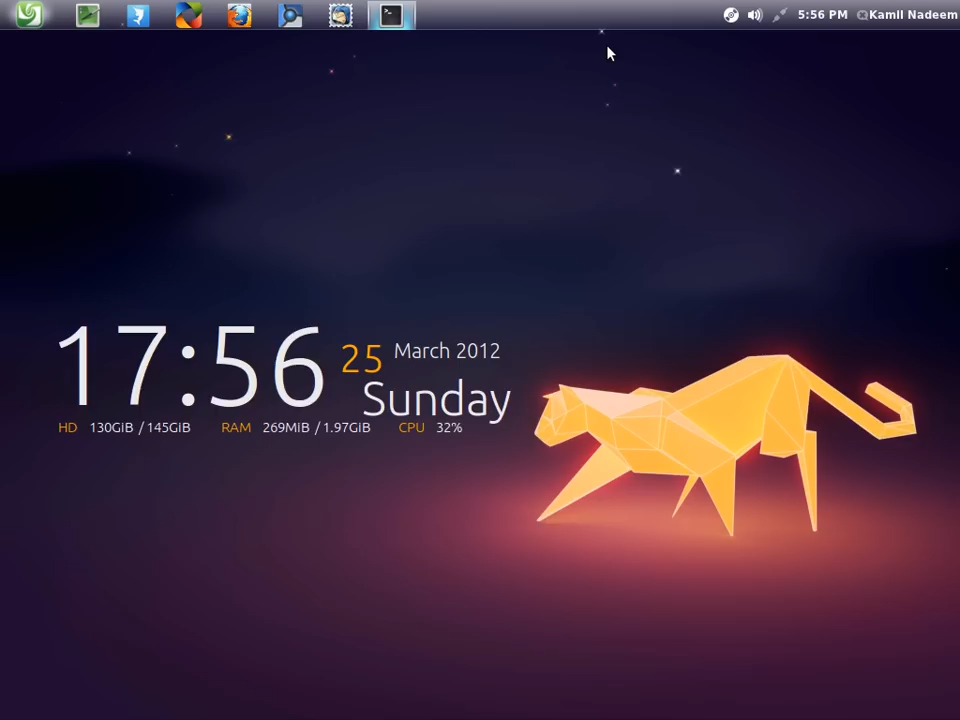 5:56 PM Kamil Nadeem
17:56 25 March 2012
Sunday
HD 130GiB / 145GiB RAM 269MiB / 1.97GiB CPU 32%